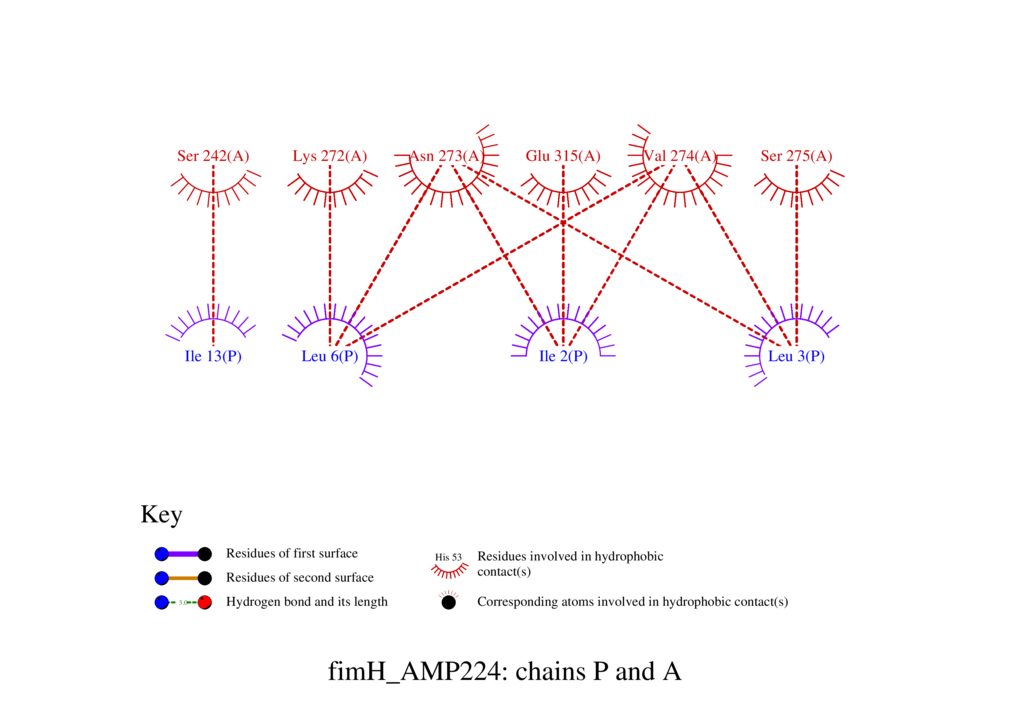 Ser 242(A) Lys 272(A) Asn 273(A) Glu 315(A) Val 274(A) Ser 275(A)
Ile 13(P) Leu 6(P) Ile 2(P) Leu 3(P)
Key
Residues of first surface
Residues of second surface
3.0
Hydrogen bond and its length
His 53
Residues involved in hydrophobic
contact(s)
Corresponding atoms involved in hydrophobic contact(s)
fimH_AMP224: chains P and A